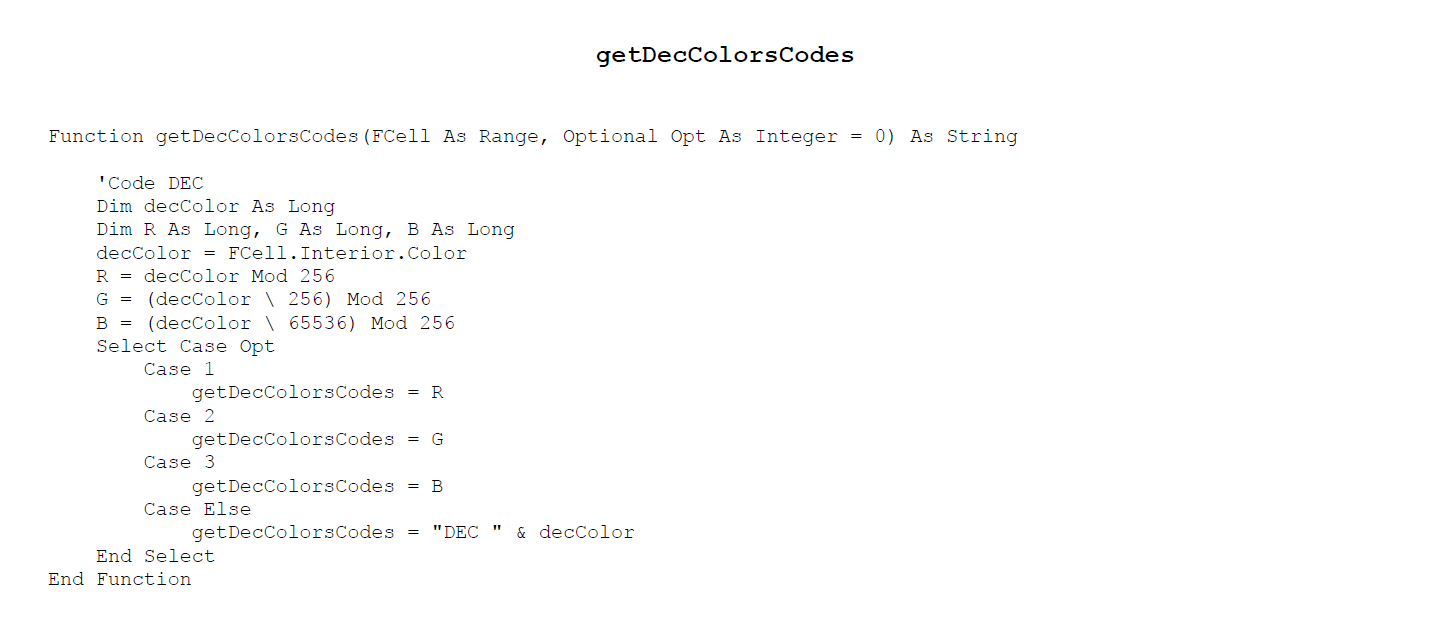 getDecColorsCodes
Function getDecColorsCodes(FCell As Range, Optional Opt As Integer = 0) As String
'Code DEC
Dim decColor As Long
Dim R As Long, G As Long, B As Long
decColor = FCell.Interior.Color
R = decColor Mod 256
G = (decColor \ 256) Mod 256
B = (decColor \ 65536) Mod 256
Select Case Opt
Case 1
getDecColorsCodes = R
Case 2
getDecColorsCodes = G
Case 3
getDecColorsCodes = B
Case Else
getDecColorsCodes = "DEC " & decColor
End Select
End Function